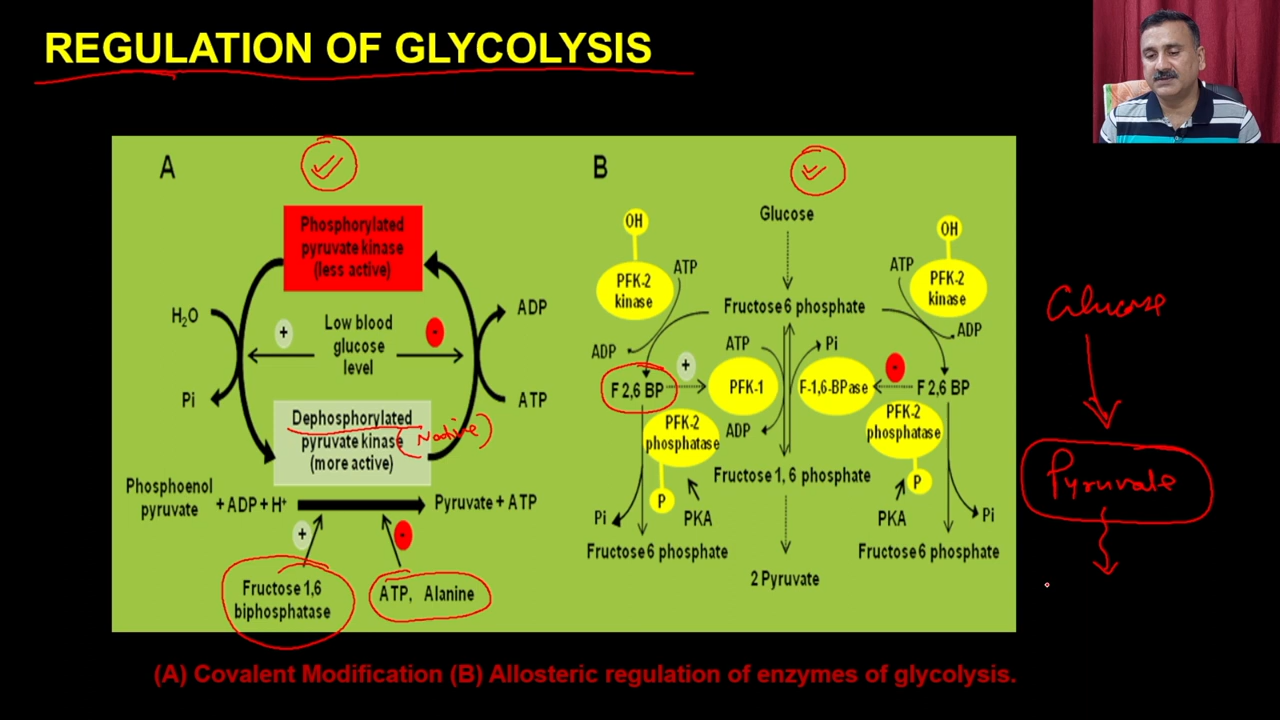 REGULATION OF GLYCOLYSIS
A
Phosphorylated
pyruvate kinase
(less active)
H₂O
+
Low blood
glucose
level
-
ADP
Pi
ATP
Dephosphorylated
pyruvate kinase
(more active)
Phosphoenol
pyruvate
+ ADP + H⁺
Pyruvate + ATP
+
-
Fructose 1,6
biphosphatase
ATP, Alanine
B
Glucose
OH
PFK-2
kinase
ATP
Fructose 6 phosphate
ATP
OH
PFK-2
kinase
ADP
ADP
F 2,6 BP
+
PFK-1
ATP
Pi
F-1,6-BPase
-
F 2,6 BP
ADP
PFK-2
phosphatase
P
PKA
PFK-2
phosphatase
P
PKA
Fructose 1, 6 phosphate
Pi
Pi
Fructose 6 phosphate
Fructose 6 phosphate
2 Pyruvate
Glucose
Pyruvate
(A) Covalent Modification (B) Allosteric regulation of enzymes of glycolysis.